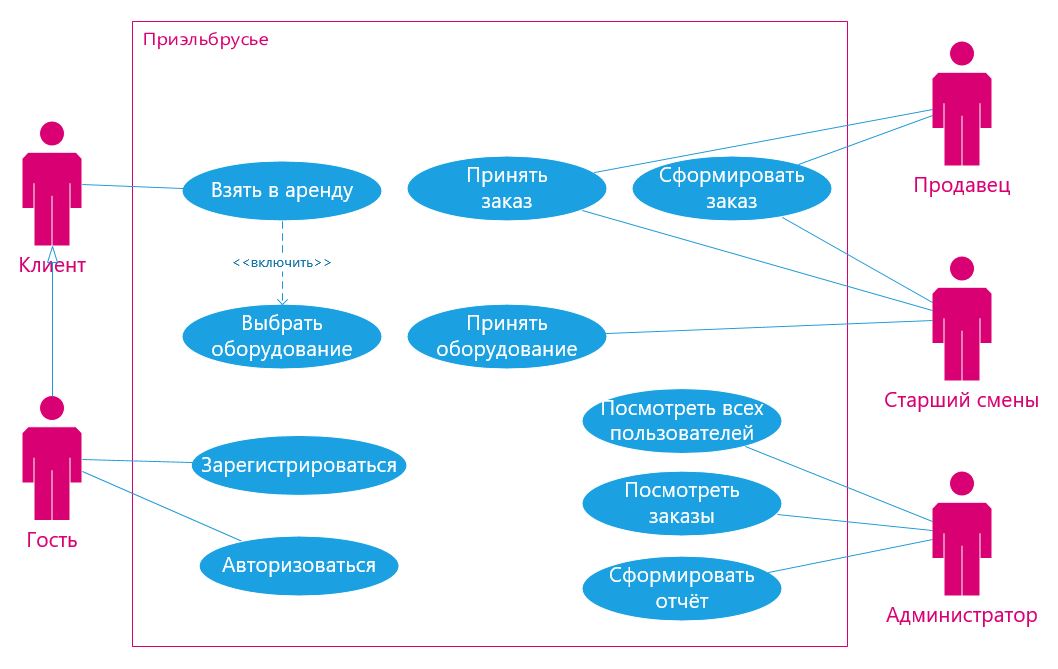 Приэльбрусье
Клиент
Гость
Взять в аренду
<<включить>>
Выбрать
оборудование
Зарегистрироваться
Авторизоваться
Принять
заказ
Сформировать
заказ
Принять
оборудование
Посмотреть всех
пользователей
Посмотреть
заказы
Сформировать
отчёт
Продавец
Старший смены
Администратор